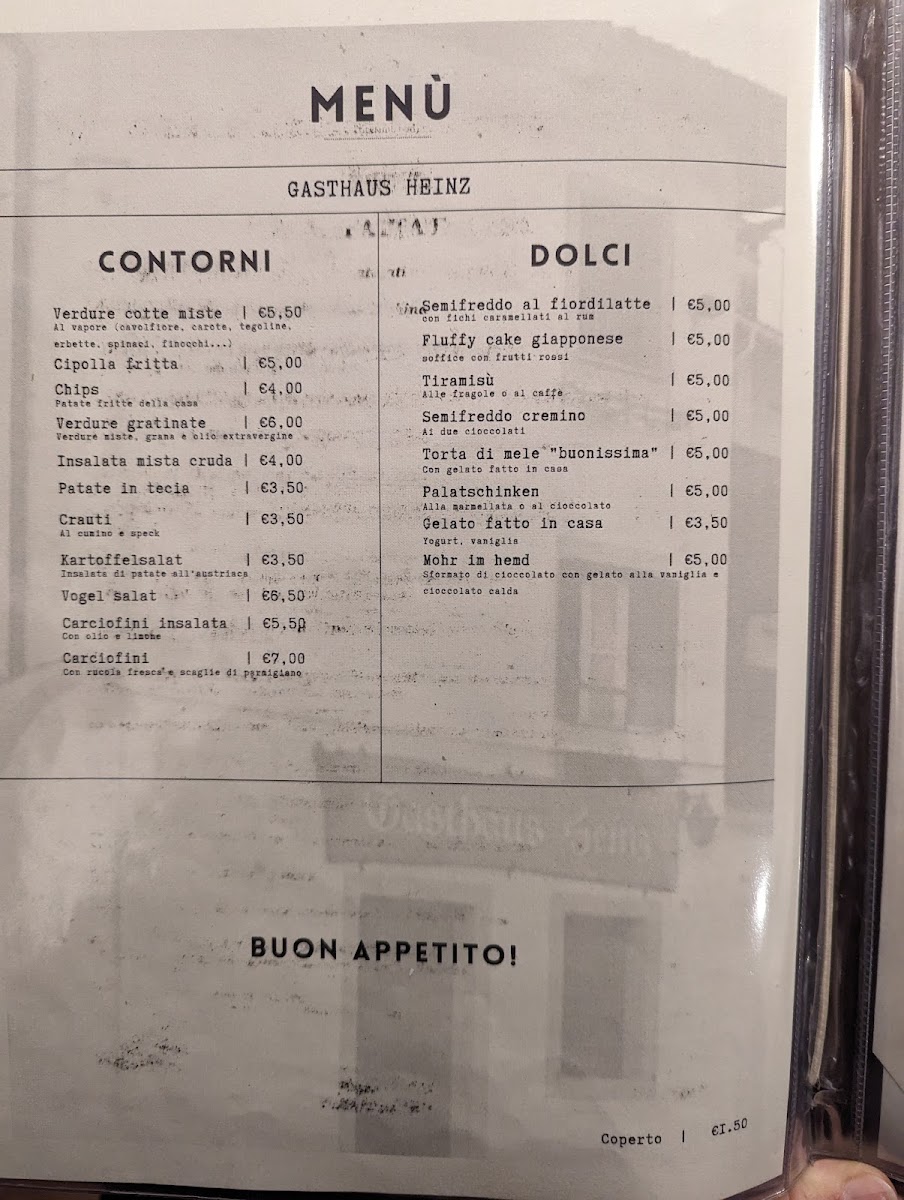 MENÙ
GASTHAUS HEINZ
CONTORNI
Verdure cotte miste | €5,50
Al vapore (cavolfiore, carote, tegoline,
erbette, spinaci, finocchi...)
Cipolla fritta | €5,00
Chips | €4,00
Patate fritte della casa
Verdure gratinate | €6,00
Verdure miste, grana e olio extravergine
Insalata mista cruda | €4,00
Patate in tecia | €3,50
Crauti | €3,50
Al cumino e speck
Kartoffelsalat | €3,50
Insalata di patate all'austriaca
Vogel salat | €6,50
Carciofini insalata | €5,50
Con olio e limone
Carciofini | €7,00
Con rucola fresca e scaglie di parmigiano
DOLCI
Semifreddo al fiordilatte | €5,00
con fichi caramellati al rum
Fluffy cake giapponese | €5,00
soffice con frutti rossi
Tiramisù | €5,00
Alle fragole o al caffè
Semifreddo cremino | €5,00
Ai due cioccolati
Torta di mele "buonissima" | €5,00
Con gelato fatto in casa
Palatschinken | €5,00
Alla marmellata o al cioccolato
Gelato fatto in casa | €3,50
Yogurt, vaniglia
Mohr im hemd | €5,00
Sformato di cioccolato con gelato alla vaniglia e
cioccolato calda
Gasthaus
BUON APPETITO!
Coperto | €1.50